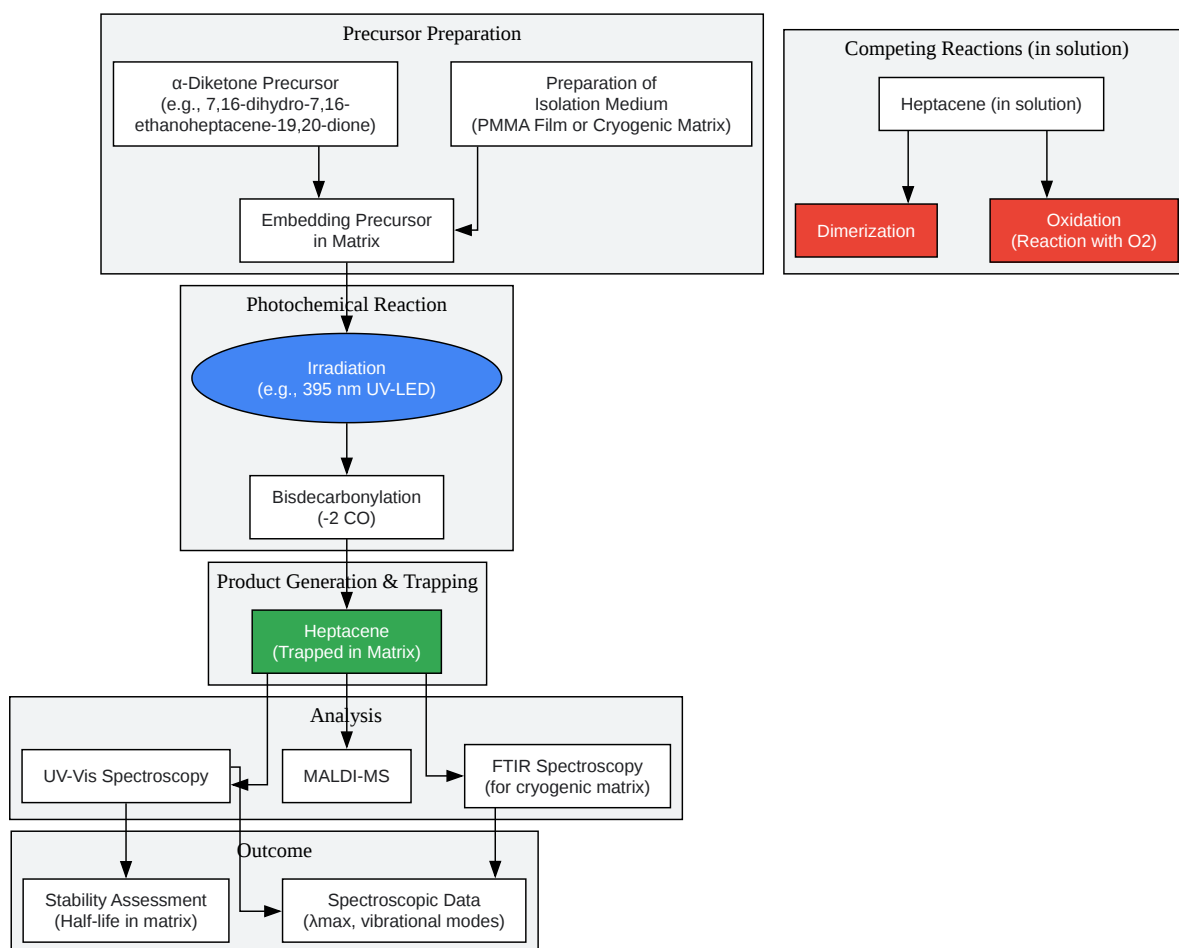 Precursor Preparation
α-Diketone Precursor
(e.g., 7,16-dihydro-7,16-
ethanoheptacene-19,20-dione)
Preparation of
Isolation Medium
(PMMA Film or Cryogenic Matrix)
Embedding Precursor
in Matrix
Competing Reactions (in solution)
Heptacene (in solution)
Dimerization
Oxidation
(Reaction with O2)
Photochemical Reaction
Irradiation
(e.g., 395 nm UV-LED)
Bisdecarbonylation
(-2 CO)
Product Generation & Trapping
Heptacene
(Trapped in Matrix)
Analysis
UV-Vis Spectroscopy
MALDI-MS
FTIR Spectroscopy
(for cryogenic matrix)
Outcome
Stability Assessment
(Half-life in matrix)
Spectroscopic Data
(λmax, vibrational modes)